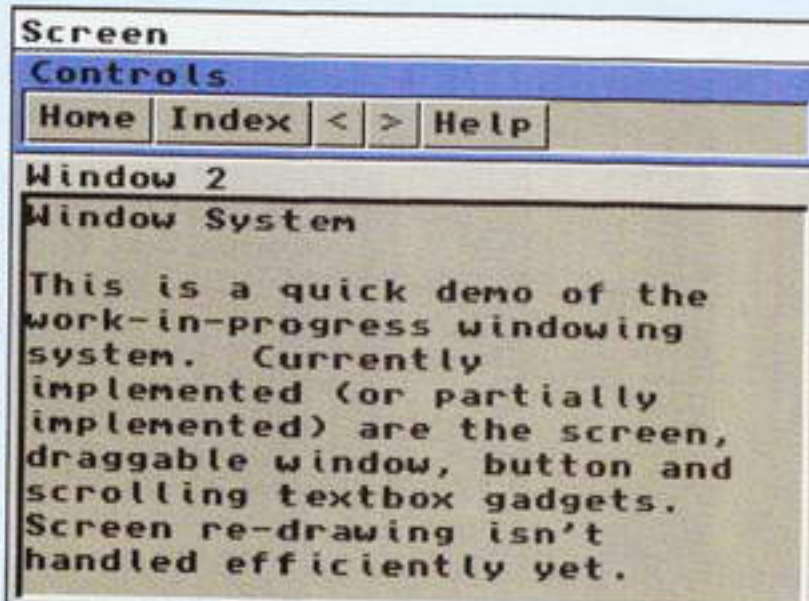 Screen
Controls
Home Index < > Help
Window 2
Window System
This is a quick demo of the
work-in-progress windowing
system.  Currently
implemented (or partially
implemented) are the screen,
draggable window, button and
scrolling textbox gadgets.
Screen re-drawing isn't
handled efficiently yet.